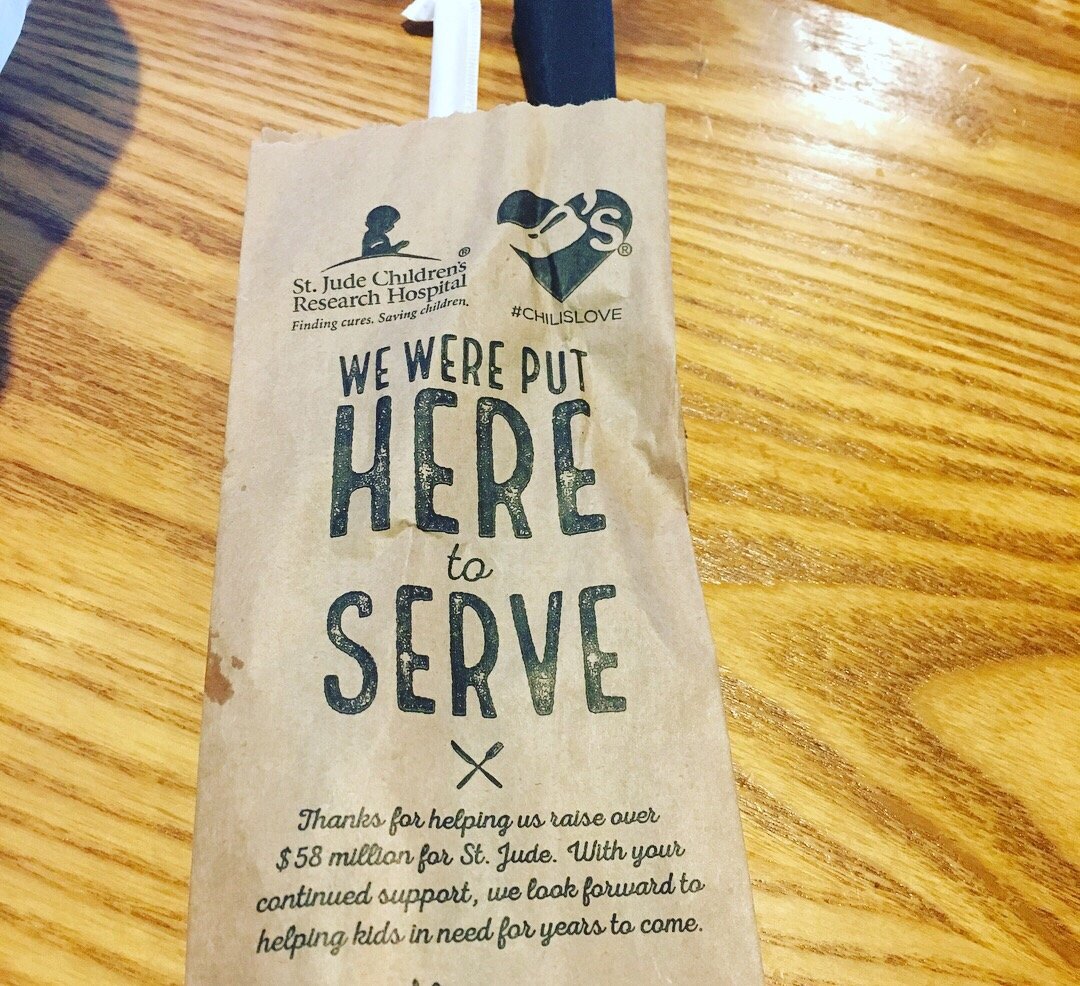 St. Jude Children's®
Research Hospital
Finding cures. Saving children.
'S®
#CHILISLOVE
WE WERE PUT
HERE
to
SERVE
Thanks for helping us raise over
$58 million for St. Jude. With your
continued support, we look forward to
helping kids in need for years to come.